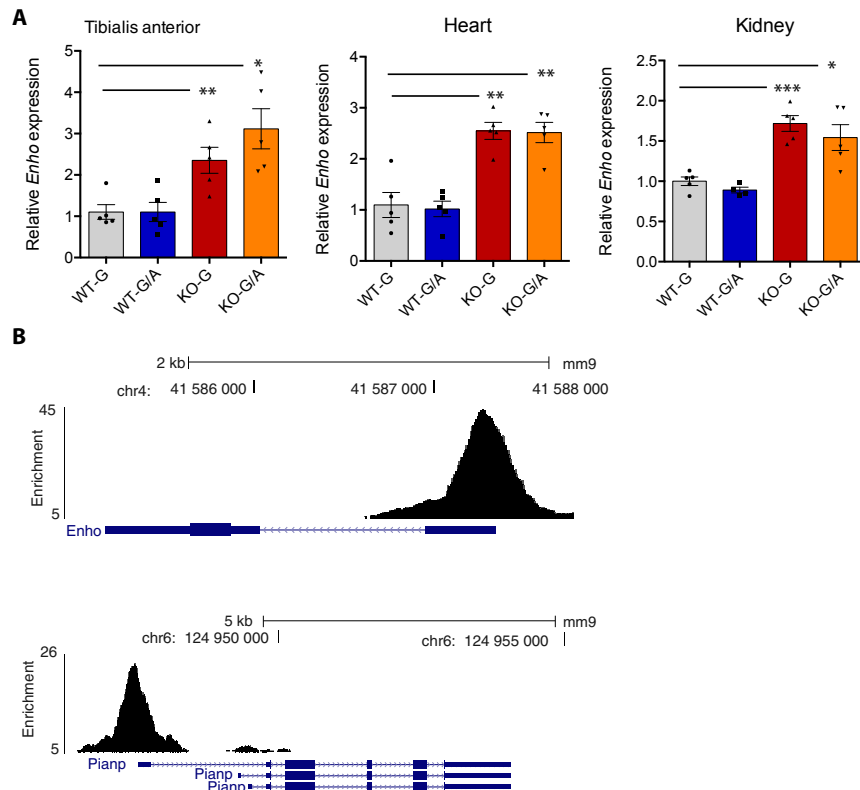 A
Tibialis anterior
Relative Enho expression
5
4
3
2
1
0
*
**
WT-G
WT-G/A
KO-G
KO-G/A
Heart
Relative Enho expression
4
3
2
1
0
**
**
WT-G
WT-G/A
KO-G
KO-G/A
Kidney
Relative Enho expression
2.5
2.0
1.5
1.0
0.5
0.0
*
***
WT-G
WT-G/A
KO-G
KO-G/A
B
2 kb mm9
chr4: 41 586 000 41 587 000 41 588 000
45
Enrichment
5
Enho
5 kb mm9
chr6: 124 950 000 chr6: 124 955 000
26
Enrichment
5
Pianp
Pianp
Pianp